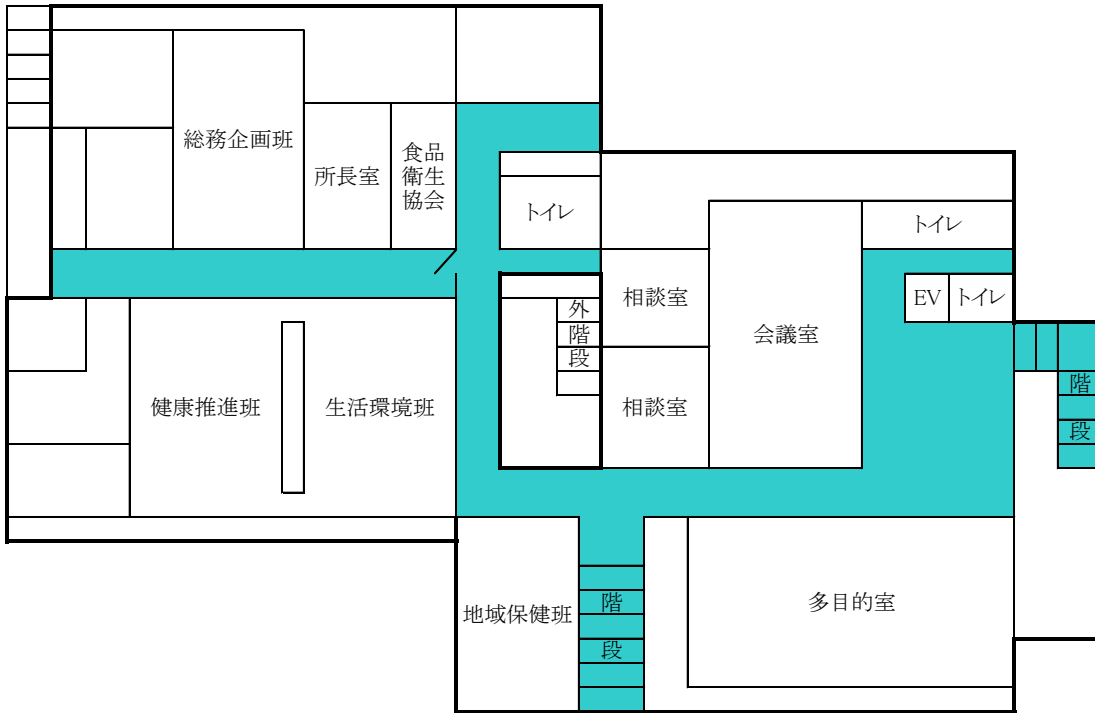 総務企画班
所長室
食品
衛生
協会
トイレ
トイレ
相談室
EV
トイレ
外
階
段
会議室
階
段
健康推進班
生活環境班
相談室
地域保健班
階
段
多目的室